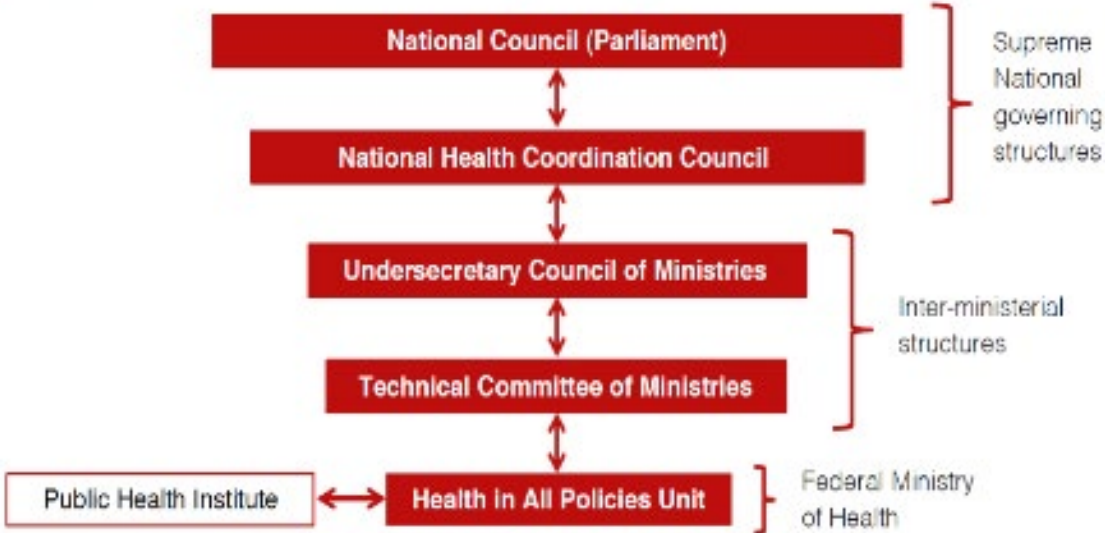 National Council (Parliament)
Supreme
National
governing
structures
National Health Coordination Council
Undersecretary Council of Ministries
Inter-ministerial
structures
Technical Committee of Ministries
Public Health Institute
Health in All Policies Unit
Federal Ministry
of Health